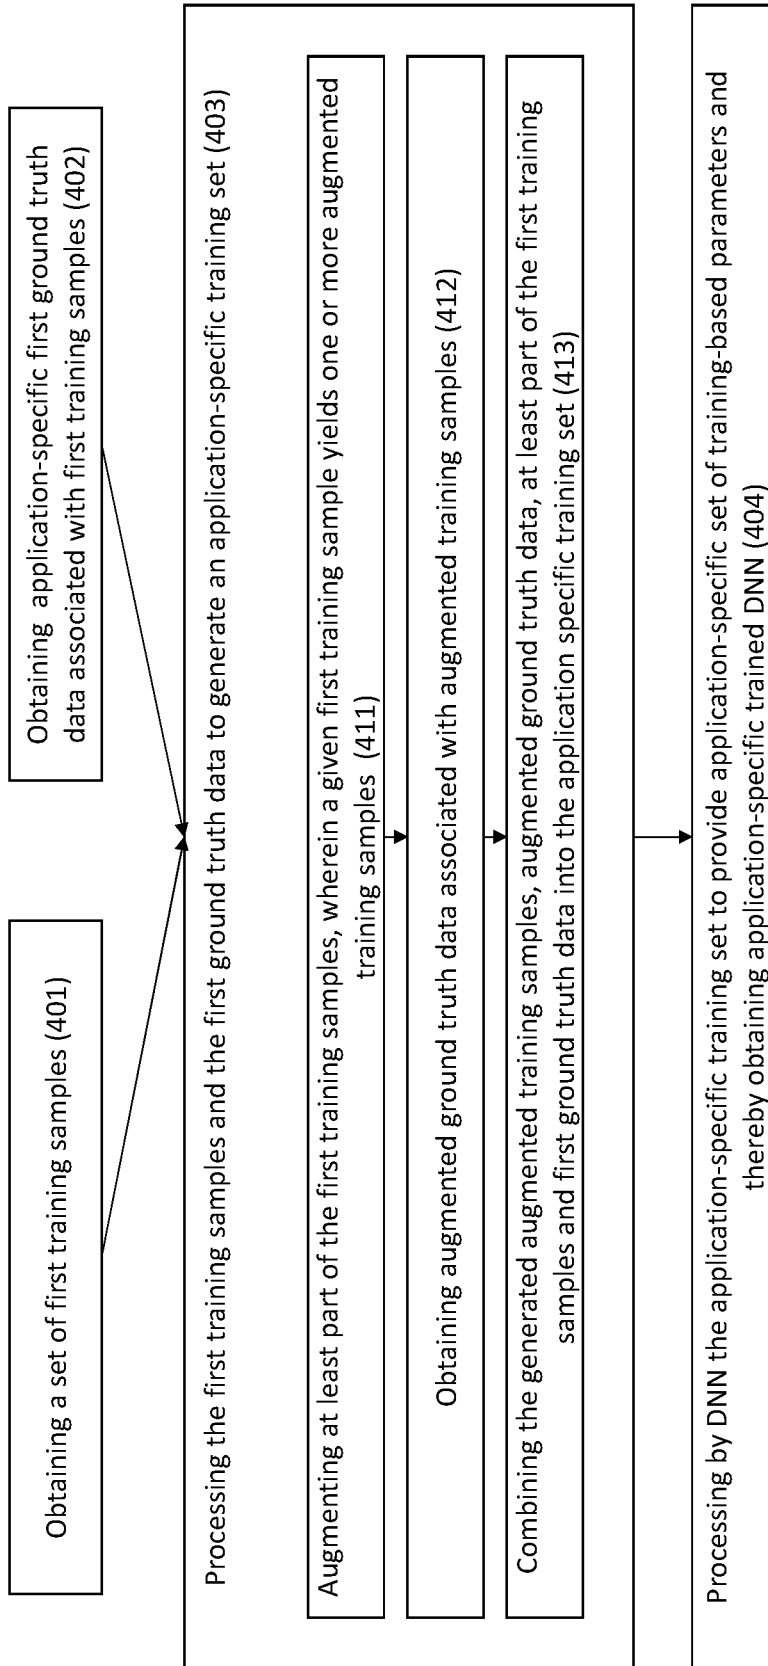 Obtaining a set of first training samples (401)
Obtaining application-specific first ground truth
data associated with first training samples (402)
Processing the first training samples and the first ground truth data to generate an application-specific training set (403)
Augmenting at least part of the first training samples, wherein a given first training sample yields one or more augmented
training samples (411)
Obtaining augmented ground truth data associated with augmented training samples (412)
Combining the generated augmented training samples, augmented ground truth data, at least part of the first training
samples and first ground truth data into the application specific training set (413)
Processing by DNN the application-specific training set to provide application-specific set of training-based parameters and
thereby obtaining application-specific trained DNN (404)